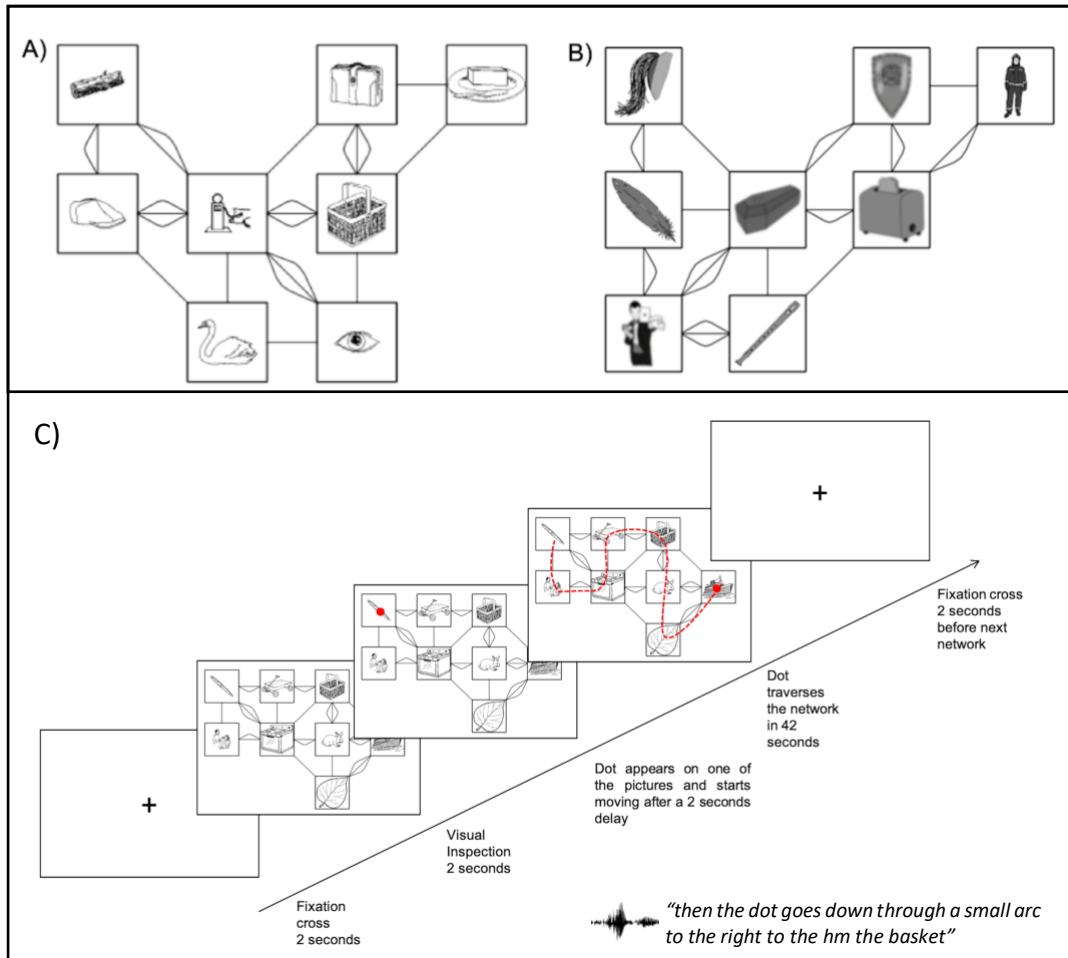 A)
B)
C)
Fixation
cross
2 seconds
Visual
Inspection
2 seconds
Dot appears on one of
the pictures and starts
moving after a 2 seconds
delay
Dot
traverses
the network
in 42
seconds
Fixation cross
2 seconds
before next
network
“then the dot goes down through a small arc
to the right to the hm the basket”